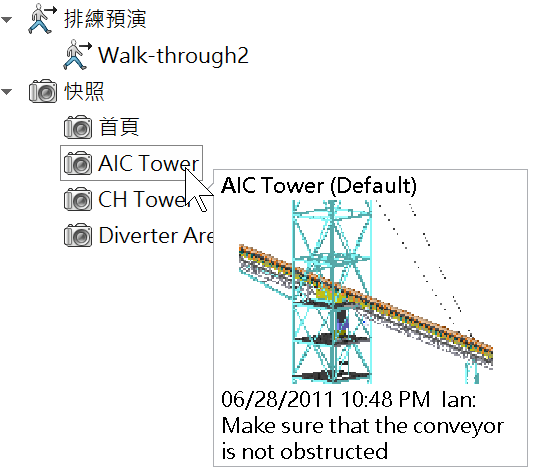 排練預演
Walk-through2
快照
首頁
AIC Tower
CH Tower
Diverter Are
AIC Tower (Default)
06/28/2011 10:48 PM Ian:
Make sure that the conveyor
is not obstructed